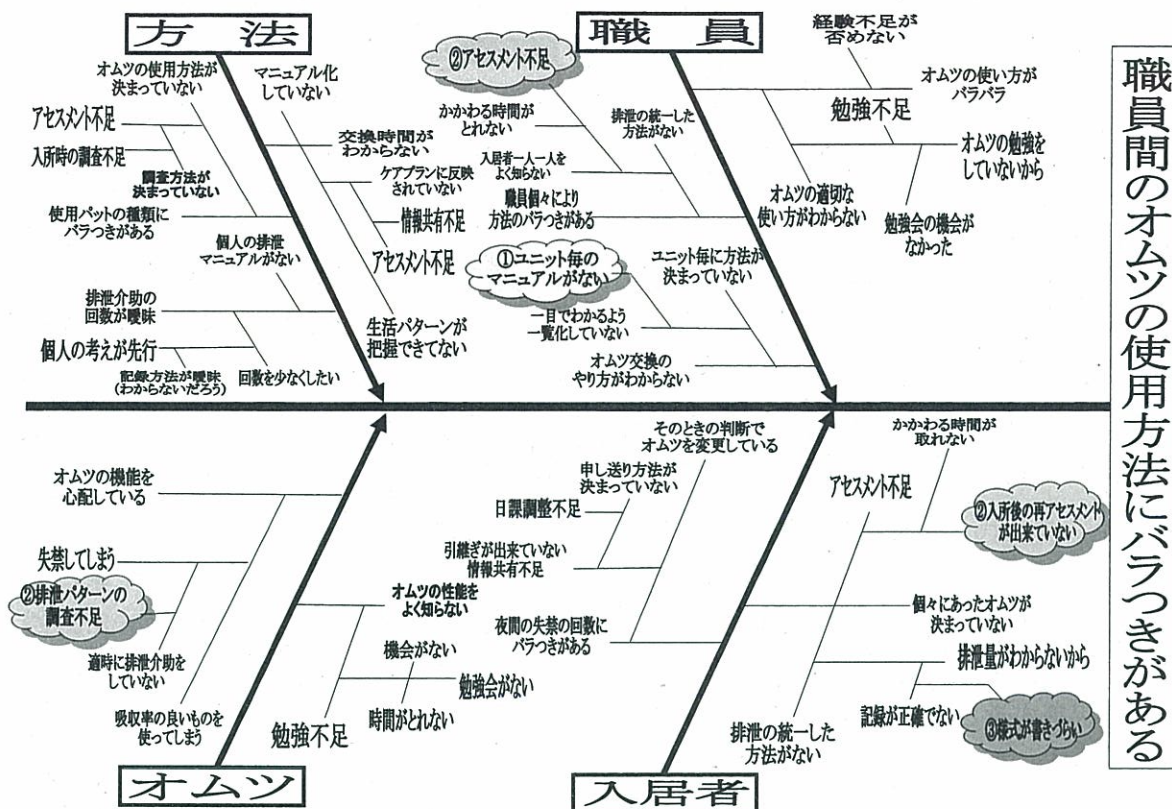 方 法
オムツの使用方法が
決まっていない
マニュアル化
していない
アセスメント不足
入所時の調査不足
調査方法が
決まっていない
使用パットの種類に
バラつきがある
交換時間が
わからない
ケアプランに反映
されていない
情報共有不足
アセスメント不足
個人の排泄
マニュアルがない
排泄介助の
回数が曖昧
個人の考えが先行
記録方法が曖昧
(わからないだろう)
回数を少なくしたい
生活パターンが
把握できてない
職 員
②アセスメント不足
かかわる時間が
とれない
排泄の統一した
方法がない
入居者一人一人を
よく知らない
職員個々により
方法のバラつきがある
①ユニット毎の
マニュアルがない
ユニット毎に方法が
決まっていない
一目でわかるよう
一覧化していない
オムツ交換の
やり方がわからない
経験不足が
否めない
オムツの使い方が
バラバラ
勉強不足
オムツの勉強を
していないから
オムツの適切な
使い方がわからない
勉強会の機会が
なかった
職員間のオムツの使用方法にバラつきがある
オムツの機能を
心配している
失禁してしまう
②排泄パターンの
調査不足
適時に排泄介助を
していない
吸収率の良いものを
使ってしまう
オムツの性能を
よく知らない
機会がない
勉強会がない
時間がとれない
勉強不足
オムツ
そのときの判断で
オムツを変更している
申し送り方法が
決まっていない
日課調整不足
引継ぎが出来ていない
情報共有不足
夜間の失禁の回数に
バラつきがある
かかわる時間が
取れない
アセスメント不足
②入所後の再アセスメント
が出来ていない
個々にあったオムツが
決まっていない
排泄量がわからないから
記録が正確でない
③様式が書きづらい
排泄の統一した
方法がない
入居者